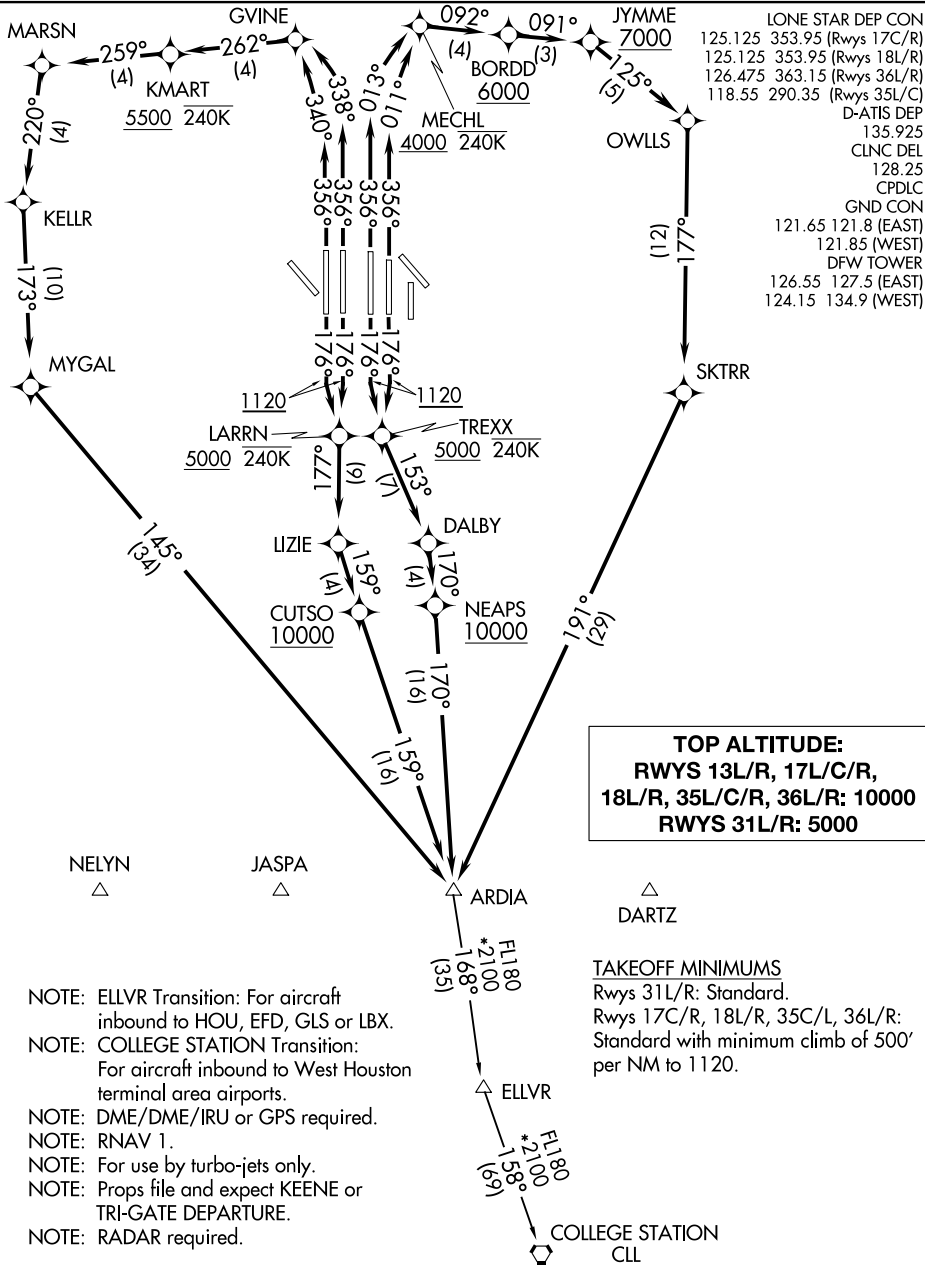 LONE STAR DEP CON
125.125 353.95 (Rwys 17C/R)
125.125 353.95 (Rwys 18L/R)
126.475 363.15 (Rwys 36L/R)
118.55 290.35 (Rwys 35L/C)
D-ATIS DEP
135.925
CLNC DEL
128.25
CPDLC
GND CON
121.65 121.8 (EAST)
121.85 (WEST)
DFW TOWER
126.55 127.5 (EAST)
124.15 134.9 (WEST)
MARSN
259°
(4)
KMART
5500 240K
262°
(4)
GVINE
338°
340°
013°
011°
092°
(4)
BORDD
6000
091°
(3)
JYMME
7000
125°
(5)
OWLLS
MECHL
4000 240K
220°
(4)
KELLR
356°
356°
356°
356°
173°
(10)
177°
(12)
MYGAL
176°
176°
176°
176°
SKTRR
1120
1120
LARRN
5000 240K
TREXX
5000 240K
177°
(9)
153°
(7)
LIZIE
DALBY
159°
(4)
170°
(4)
CUTSO
10000
NEAPS
10000
145°
(34)
159°
(16)
170°
(16)
191°
(29)
TOP ALTITUDE:
RWYS 13L/R, 17L/C/R,
18L/R, 35L/C/R, 36L/R: 10000
RWYS 31L/R: 5000
NELYN
JASPA
ARDIA
DARTZ
FL180
*2100
168°
(35)
ELLVR
FL180
*2100
158°
(69)
COLLEGE STATION
CLL
TAKEOFF MINIMUMS
Rwys 31L/R: Standard.
Rwys 17C/R, 18L/R, 35C/L, 36L/R:
Standard with minimum climb of 500'
per NM to 1120.
NOTE: ELLVR Transition: For aircraft
inbound to HOU, EFD, GLS or LBX.
NOTE: COLLEGE STATION Transition:
For aircraft inbound to West Houston
terminal area airports.
NOTE: DME/DME/IRU or GPS required.
NOTE: RNAV 1.
NOTE: For use by turbo-jets only.
NOTE: Props file and expect KEENE or
TRI-GATE DEPARTURE.
NOTE: RADAR required.